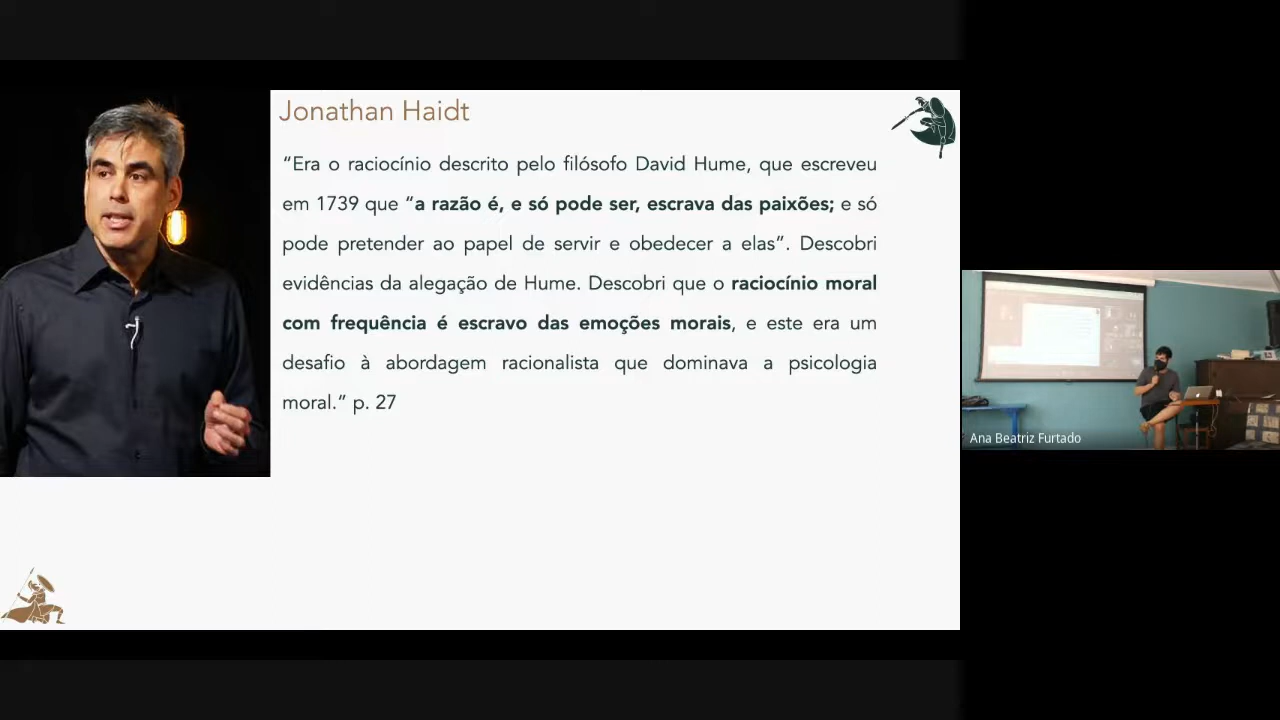 Jonathan Haidt
“Era o raciocínio descrito pelo filósofo David Hume, que escreveu
em 1739 que “a razão é, e só pode ser, escrava das paixões; e só
pode pretender ao papel de servir e obedecer a elas”. Descobri
evidências da alegação de Hume. Descobri que o raciocínio moral
com frequência é escravo das emoções morais, e este era um
desafio à abordagem racionalista que dominava a psicologia
moral.” p. 27
Ana Beatriz Furtado